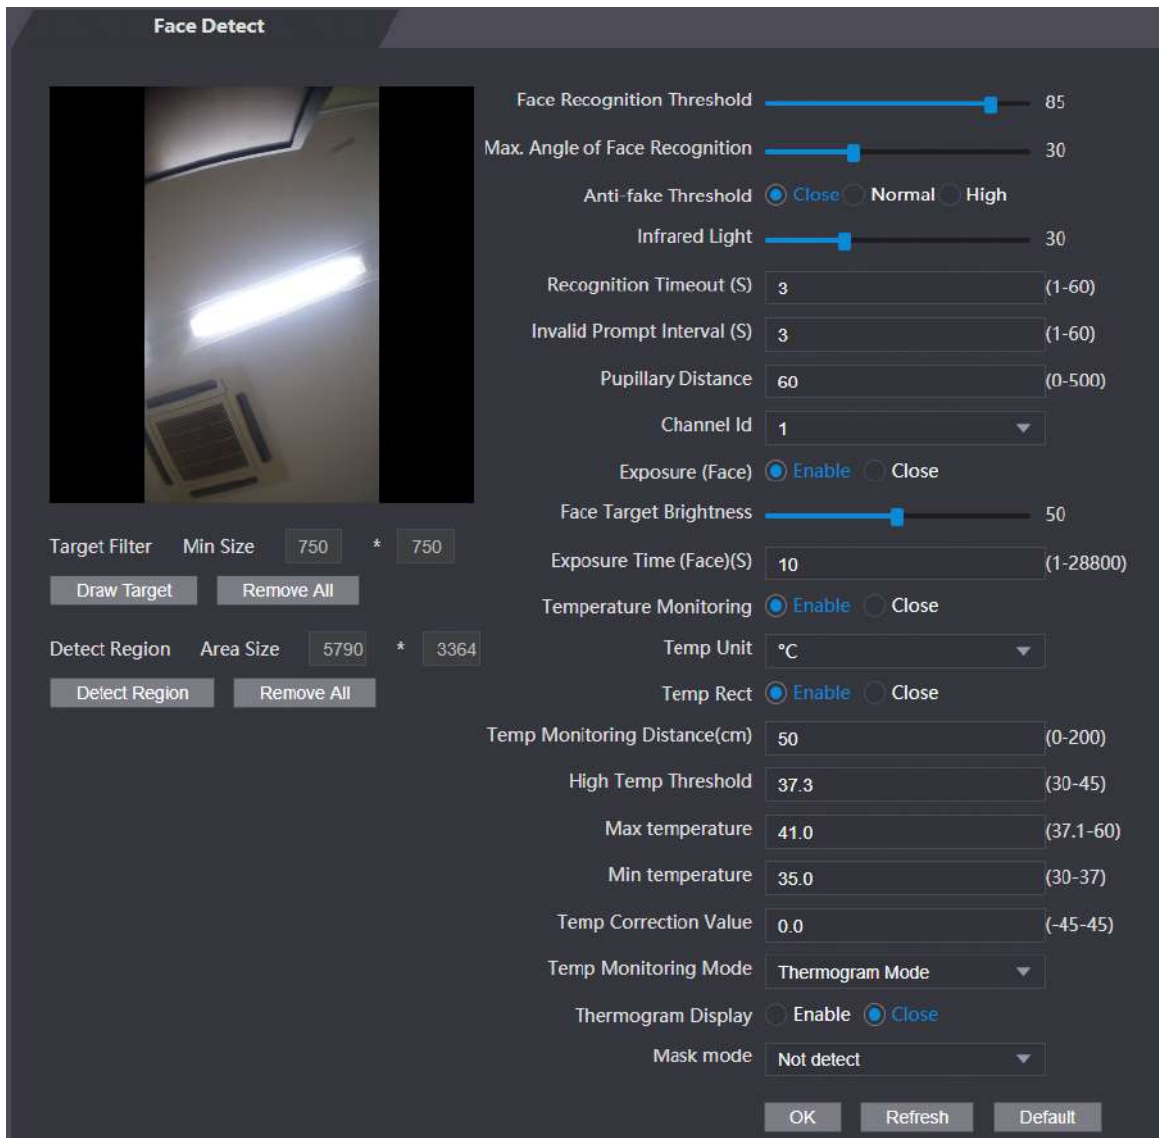 Face Detect
Face Recognition Threshold 85
Max. Angle of Face Recognition 30
Anti-fake Threshold Close Normal High
Infrared Light 30
Recognition Timeout (S) 3 (1-60)
Invalid Prompt Interval (S) 3 (1-60)
Pupillary Distance 60 (0-500)
Channel Id 1
Exposure (Face) Enable Close
Face Target Brightness 50
Exposure Time (Face)(S) 10 (1-28800)
Temperature Monitoring Enable Close
Temp Unit °C
Temp Rect Enable Close
Temp Monitoring Distance(cm) 50 (0-200)
High Temp Threshold 37.3 (30-45)
Max temperature 41.0 (37.1-60)
Min temperature 35.0 (30-37)
Temp Correction Value 0.0 (-45-45)
Temp Monitoring Mode Thermogram Mode
Thermogram Display Enable Close
Mask mode Not detect
OK Refresh Default
Target Filter Min Size 750 * 750
Draw Target Remove All
Detect Region Area Size 5790 * 3364
Detect Region Remove All